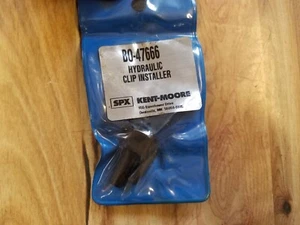 BO-47666
HYDRAULIC
CLIP INSTALLER
SPX KENT-MOORE